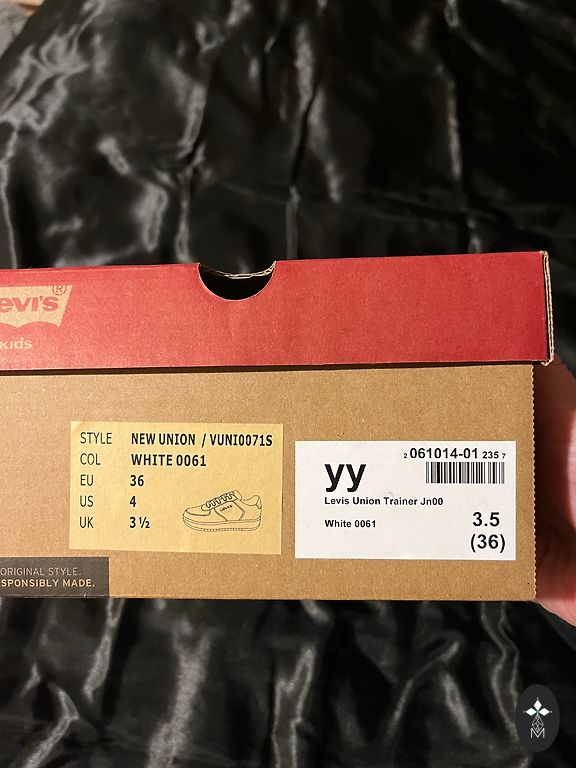 evi's®
kids
STYLE NEW UNION / VUNI0071S
COL WHITE 0061
EU 36
US 4
UK 3 ½
2 061014-01 235 7
yy
Levis Union Trainer Jn00
White 0061
3.5
(36)
ORIGINAL STYLE.
SPONSIBLY MADE.